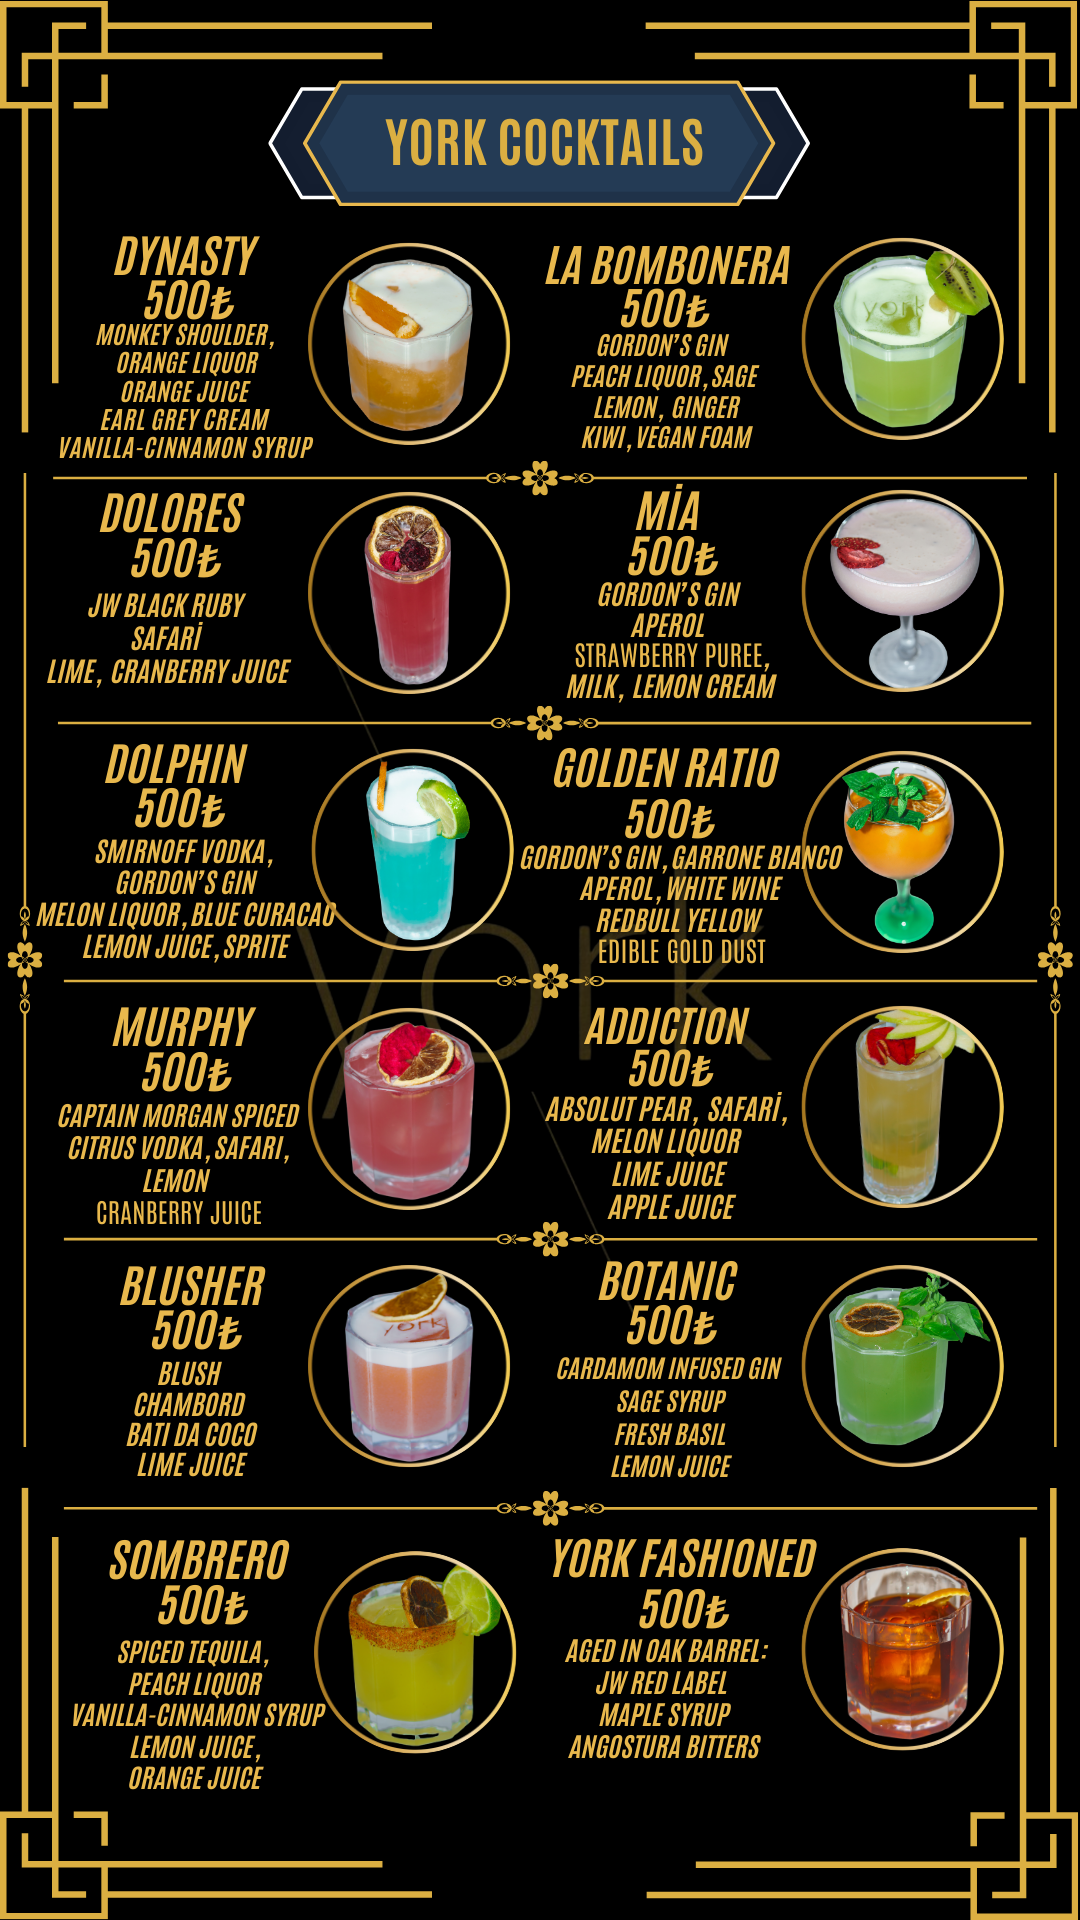 YORK COCKTAILS
DYNASTY
500₺
MONKEY SHOULDER,
ORANGE LIQUOR
ORANGE JUICE
EARL GREY CREAM
VANILLA-CINNAMON SYRUP
LA BOMBONERA
500₺
GORDON'S GIN
PEACH LIQUOR, SAGE
LEMON, GINGER
KIWI, VEGAN FOAM
york
DOLORES
500₺
JW BLACK RUBY
SAFARİ
LIME, CRANBERRY JUICE
MİA
500₺
GORDON'S GIN
APEROL
STRAWBERRY PUREE,
MILK, LEMON CREAM
DOLPHIN
500₺
SMIRNOFF VODKA,
GORDON'S GIN
MELON LIQUOR, BLUE CURACAO
LEMON JUICE, SPRITE
GOLDEN RATIO
500₺
GORDON'S GIN, GARRONE BIANCO
APEROL, WHITE WINE
REDBULL YELLOW
EDIBLE GOLD DUST
york
MURPHY
500₺
CAPTAIN MORGAN SPICED
CITRUS VODKA, SAFARI,
LEMON
CRANBERRY JUICE
ADDICTION
500₺
ABSOLUT PEAR, SAFARİ,
MELON LIQUOR
LIME JUICE
APPLE JUICE
BLUSHER
500₺
BLUSH
CHAMBORD
BATI DA COCO
LIME JUICE
york
BOTANIC
500₺
CARDAMOM INFUSED GIN
SAGE SYRUP
FRESH BASIL
LEMON JUICE
SOMBRERO
500₺
SPICED TEQUILA,
PEACH LIQUOR
VANILLA-CINNAMON SYRUP
LEMON JUICE,
ORANGE JUICE
YORK FASHIONED
500₺
AGED IN OAK BARREL:
JW RED LABEL
MAPLE SYRUP
ANGOSTURA BITTERS